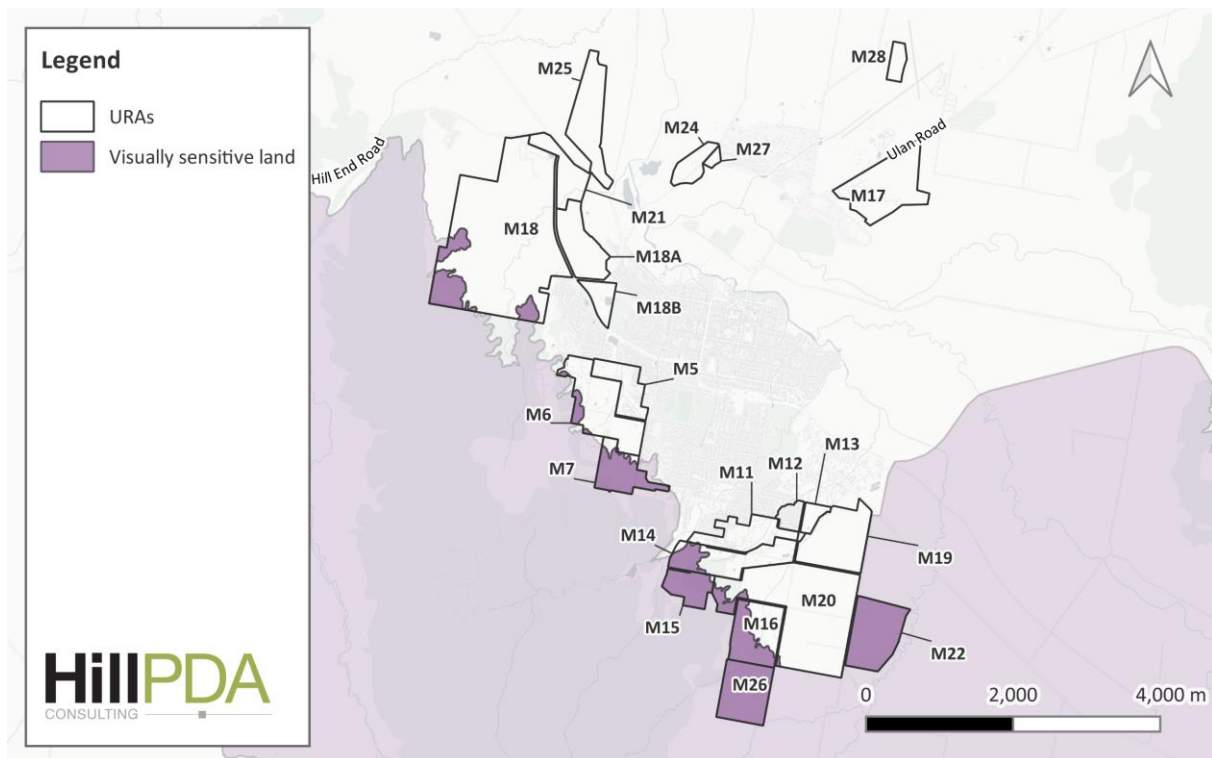 Legend
URAs
Visually sensitive land
Hill End Road
M25
M28
M24
M27
Ulan Road
M17
M18
M21
M18A
M18B
M5
M6
M7
M11
M12
M13
M14
M19
M20
M16
M15
M22
M26
0 2,000 4,000 m
HillPDA
CONSULTING